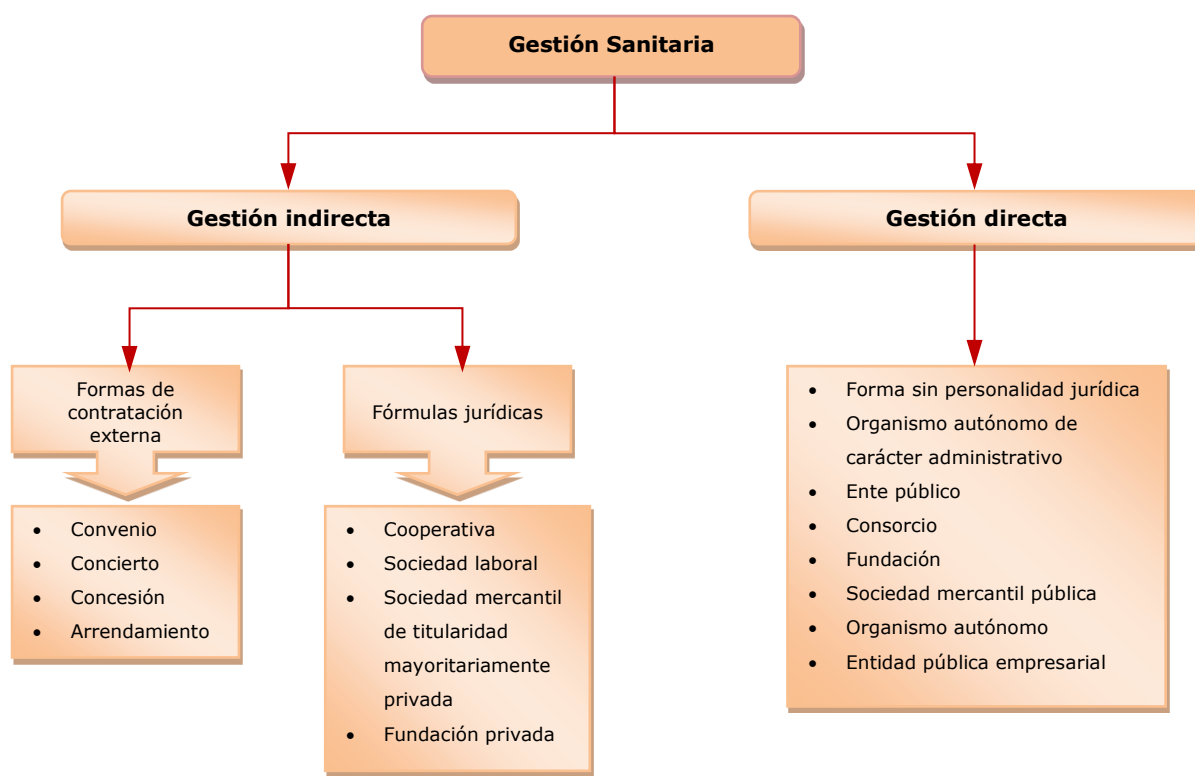 Gestión Sanitaria
Gestión indirecta
Gestión directa
Formas de
contratación
externa
Fórmulas jurídicas
• Convenio
• Concierto
• Concesión
• Arrendamiento
• Cooperativa
• Sociedad laboral
• Sociedad mercantil
de titularidad
mayoritariamente
privada
• Fundación privada
• Forma sin personalidad jurídica
• Organismo autónomo de
carácter administrativo
• Ente público
• Consorcio
• Fundación
• Sociedad mercantil pública
• Organismo autónomo
• Entidad pública empresarial